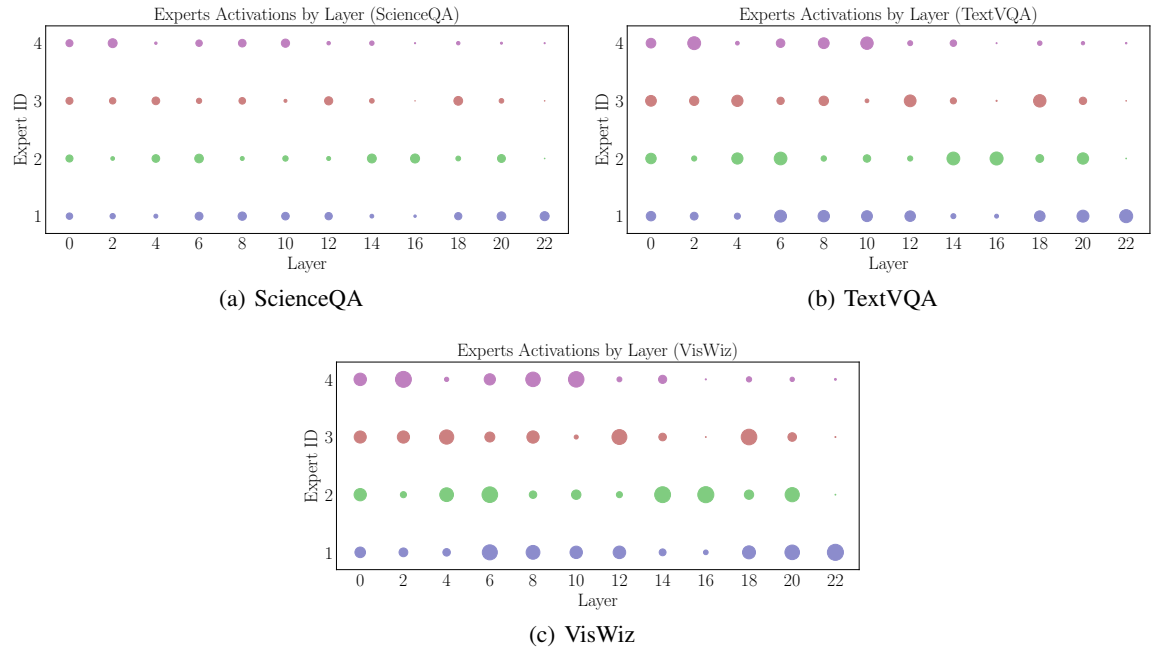 Experts Activations by Layer (ScienceQA)
4
3
2
1
Expert ID
0 2 4 6 8 10 12 14 16 18 20 22
Layer
(a) ScienceQA
Experts Activations by Layer (TextVQA)
4
3
2
1
Expert ID
0 2 4 6 8 10 12 14 16 18 20 22
Layer
(b) TextVQA
Experts Activations by Layer (VisWiz)
4
3
2
1
Expert ID
0 2 4 6 8 10 12 14 16 18 20 22
Layer
(c) VisWiz